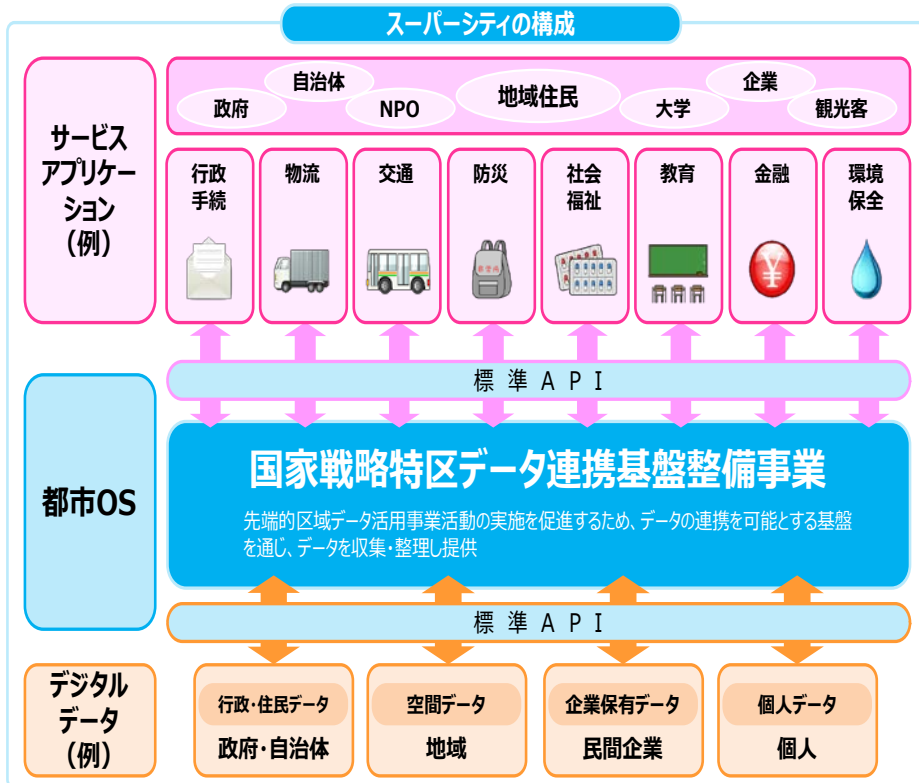 スーパーシティの構成
サービス
アプリケー
ション
(例)
政府
自治体
NPO
地域住民
大学
企業
観光客
行政
手続
物流
交通
防災
社会
福祉
教育
金融
環境
保全
¥
標準API
都市OS
国家戦略特区データ連携基盤整備事業
先端的区域データ活用事業活動の実施を促進するため、データの連携を可能とする基盤
を通じ、データを収集・整理し提供
標準API
デジタル
データ
(例)
行政・住民データ
政府・自治体
空間データ
地域
企業保有データ
民間企業
個人データ
個人